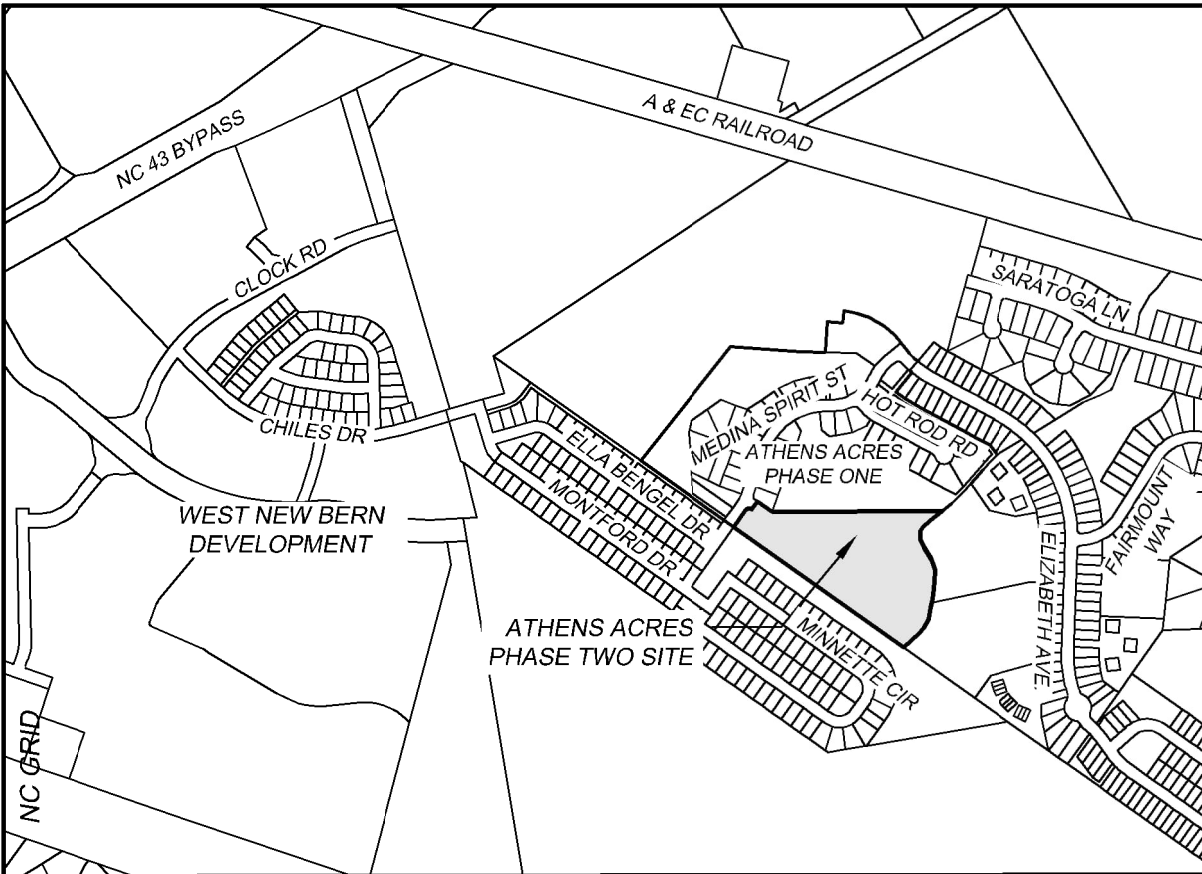 A & EC RAILROAD
NC 43 BYPASS
CLOCK RD
SARATOGA LN
MEDINA SPIRIT ST
HOT ROD RD
CHILES DR
ELLA BENGEL DR
ATHENS ACRES
PHASE ONE
MONTFORD DR
WEST NEW BERN
DEVELOPMENT
FAIRMOUNT
WAY
ELIZABETH AVE.
ATHENS ACRES
PHASE TWO SITE
MINNETTE CIR
NC GRID